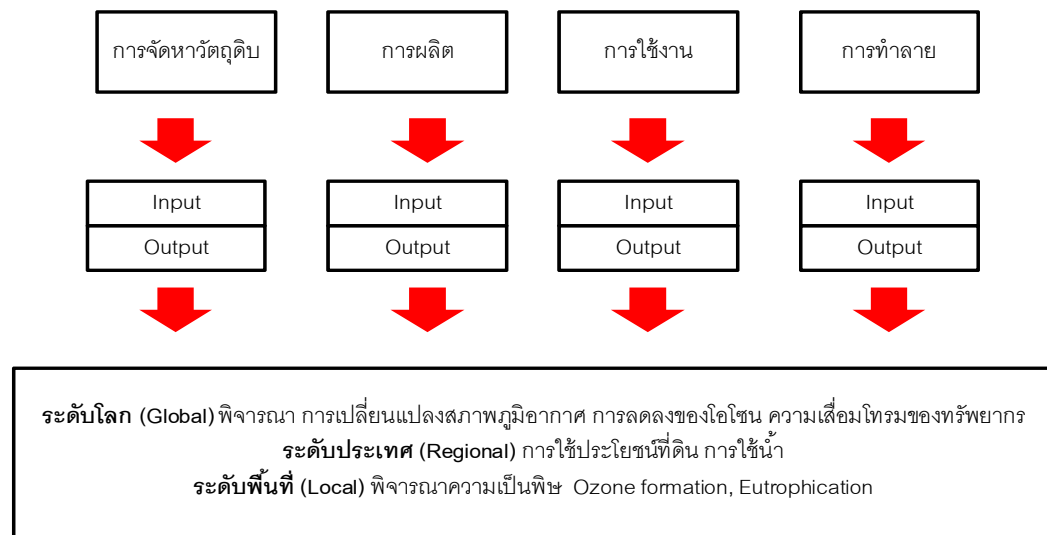 การจัดหาวัตถุดิบ
การผลิต
การใช้งาน
การทำลาย
Input
Input
Input
Input
Output
Output
Output
Output
ระดับโลก (Global) พิจารณา การเปลี่ยนแปลงสภาพภูมิอากาศ การลดลงของโอโซน ความเสื่อมโทรมของทรัพยากร
ระดับประเทศ (Regional) การใช้ประโยชน์ที่ดิน การใช้น้ำ
ระดับพื้นที่ (Local) พิจารณาความเป็นพิษ Ozone formation, Eutrophication